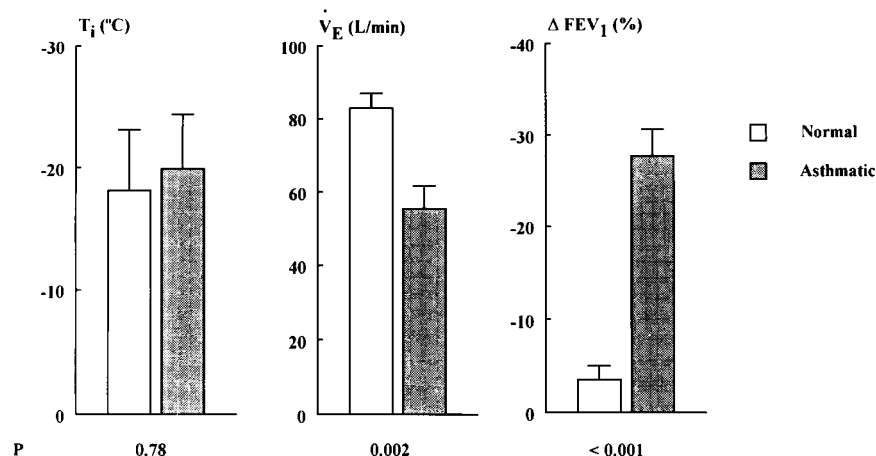 Tᵢ (°C)
V̇_E (L/min)
Δ FEV₁ (%)
-30
-20
-10
0
100
80
60
40
20
0
-40
-30
-20
-10
0
Normal
Asthmatic
P 0.78 0.002 < 0.001